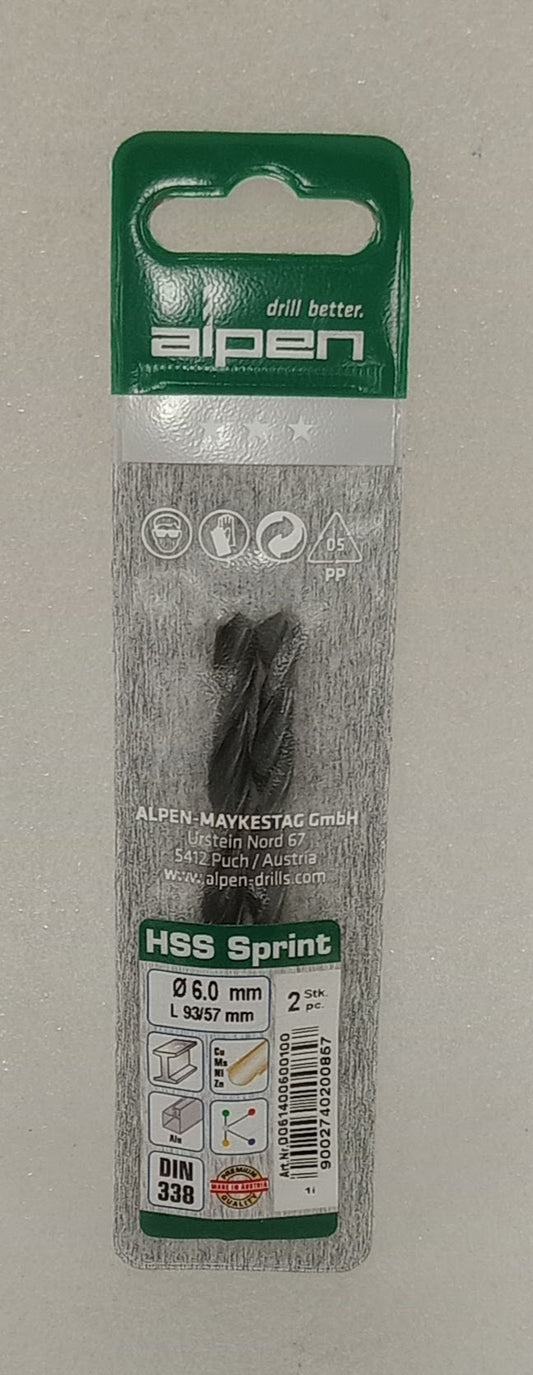 drill better.
alpen
05
PP
ALPEN-MAYKESTAG GmbH
Urstein Nord 67
5412 Puch / Austria
www.alpen-drills.com
HSS Sprint
Ø 6.0 mm
L 93/57 mm
2 Stk.
pc.
Cu
Ms
Ni
Zn
Alu
DIN
338
PREMIUM
MADE IN AUSTRIA
QUALITY
Art.Nr.0061400600100
9002740200867
1i